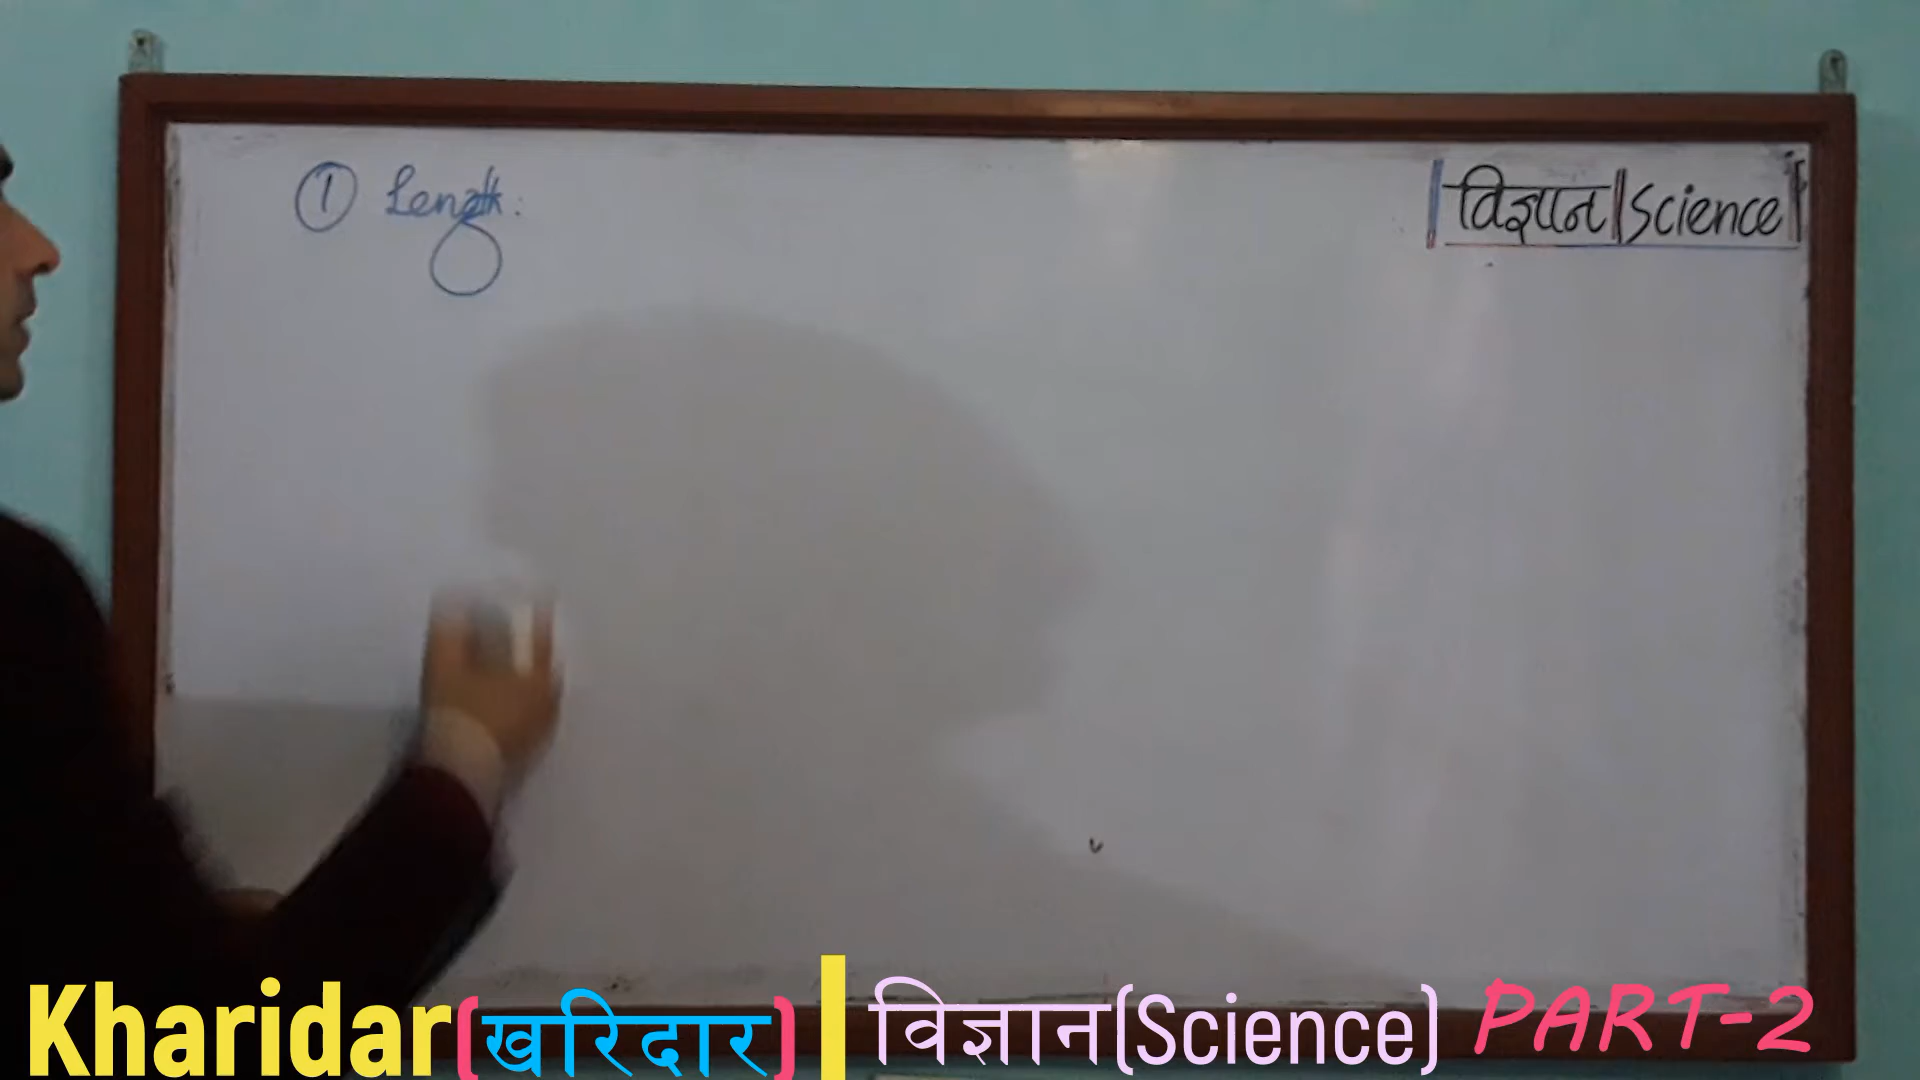 ① Length:
विज्ञान|Science
Kharidar(खरिदार) | विज्ञान(Science) PART-2